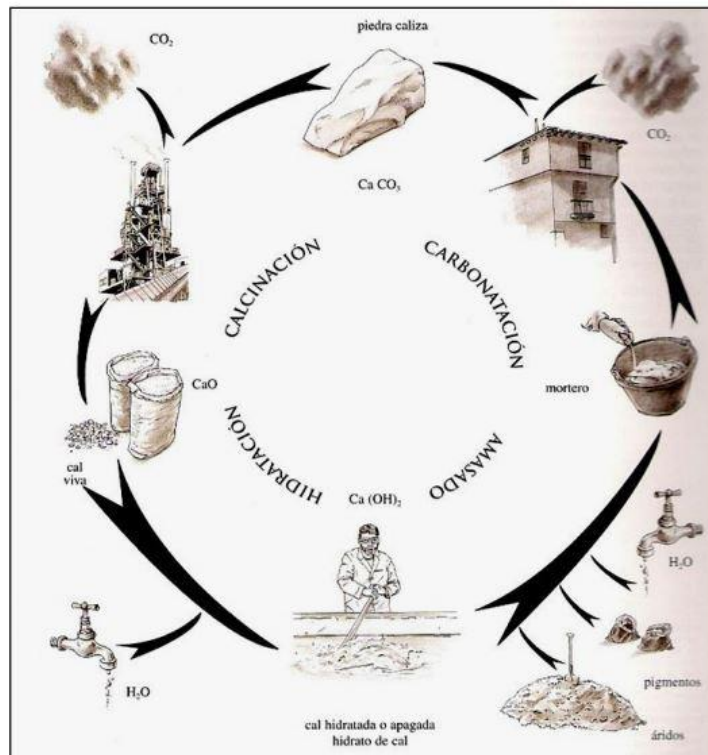 CO₂
piedra caliza
CO₂
Ca CO₃
CALCINACIÓN
CARBONATACIÓN
CaO
mortero
cal
viva
HIDRATACIÓN
AMASADO
Ca (OH)₂
H₂O
H₂O
pigmentos
áridos
cal hidratada o apagada
hidrato de cal